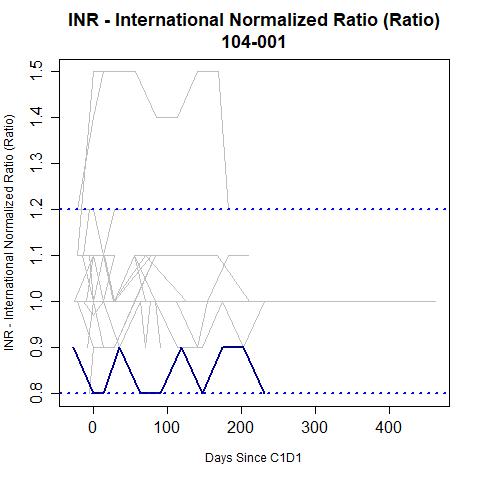 INR - International Normalized Ratio (Ratio)
104-001
INR - International Normalized Ratio (Ratio)
1.5
1.4
1.3
1.2
1.1
1.0
0.9
0.8
0 100 200 300 400
Days Since C1D1